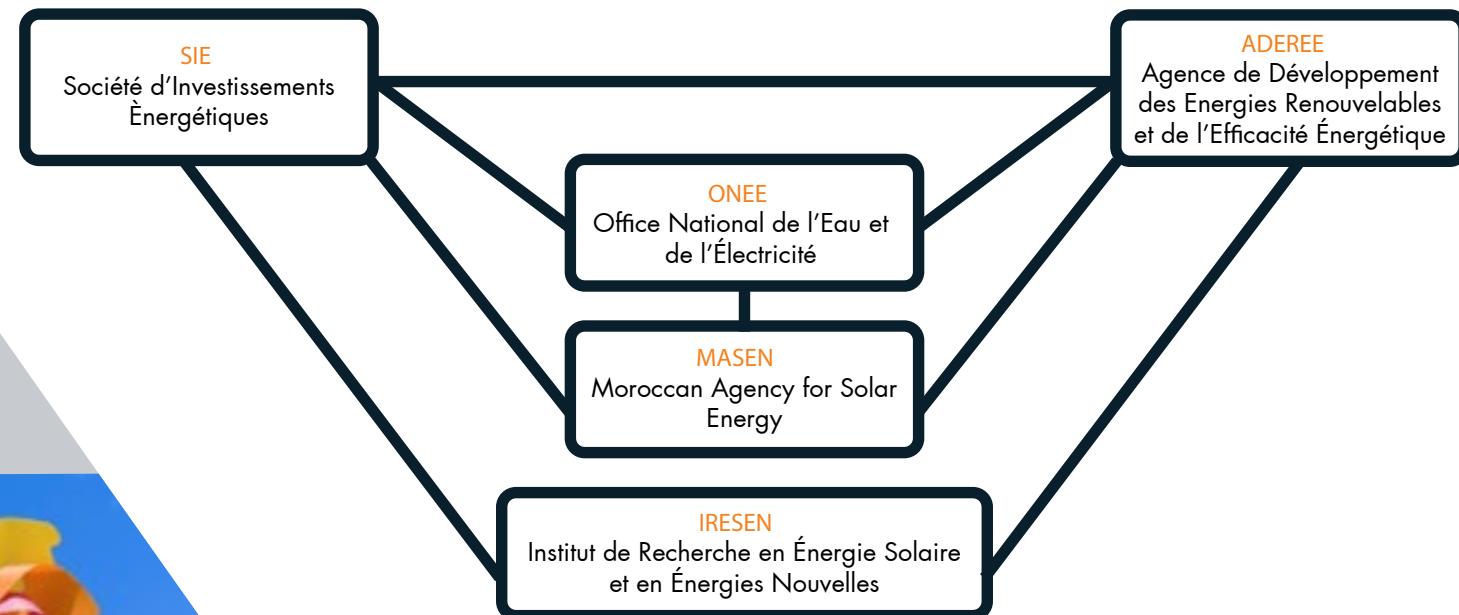 SIE
Société d’Investissements
Ènergétiques
ADEREE
Agence de Développement
des Energies Renouvelables
et de l’Efficacité Énergétique
ONEE
Office National de l’Eau et
de l’Électricité
MASEN
Moroccan Agency for Solar
Energy
IRESEN
Institut de Recherche en Énergie Solaire
et en Énergies Nouvelles